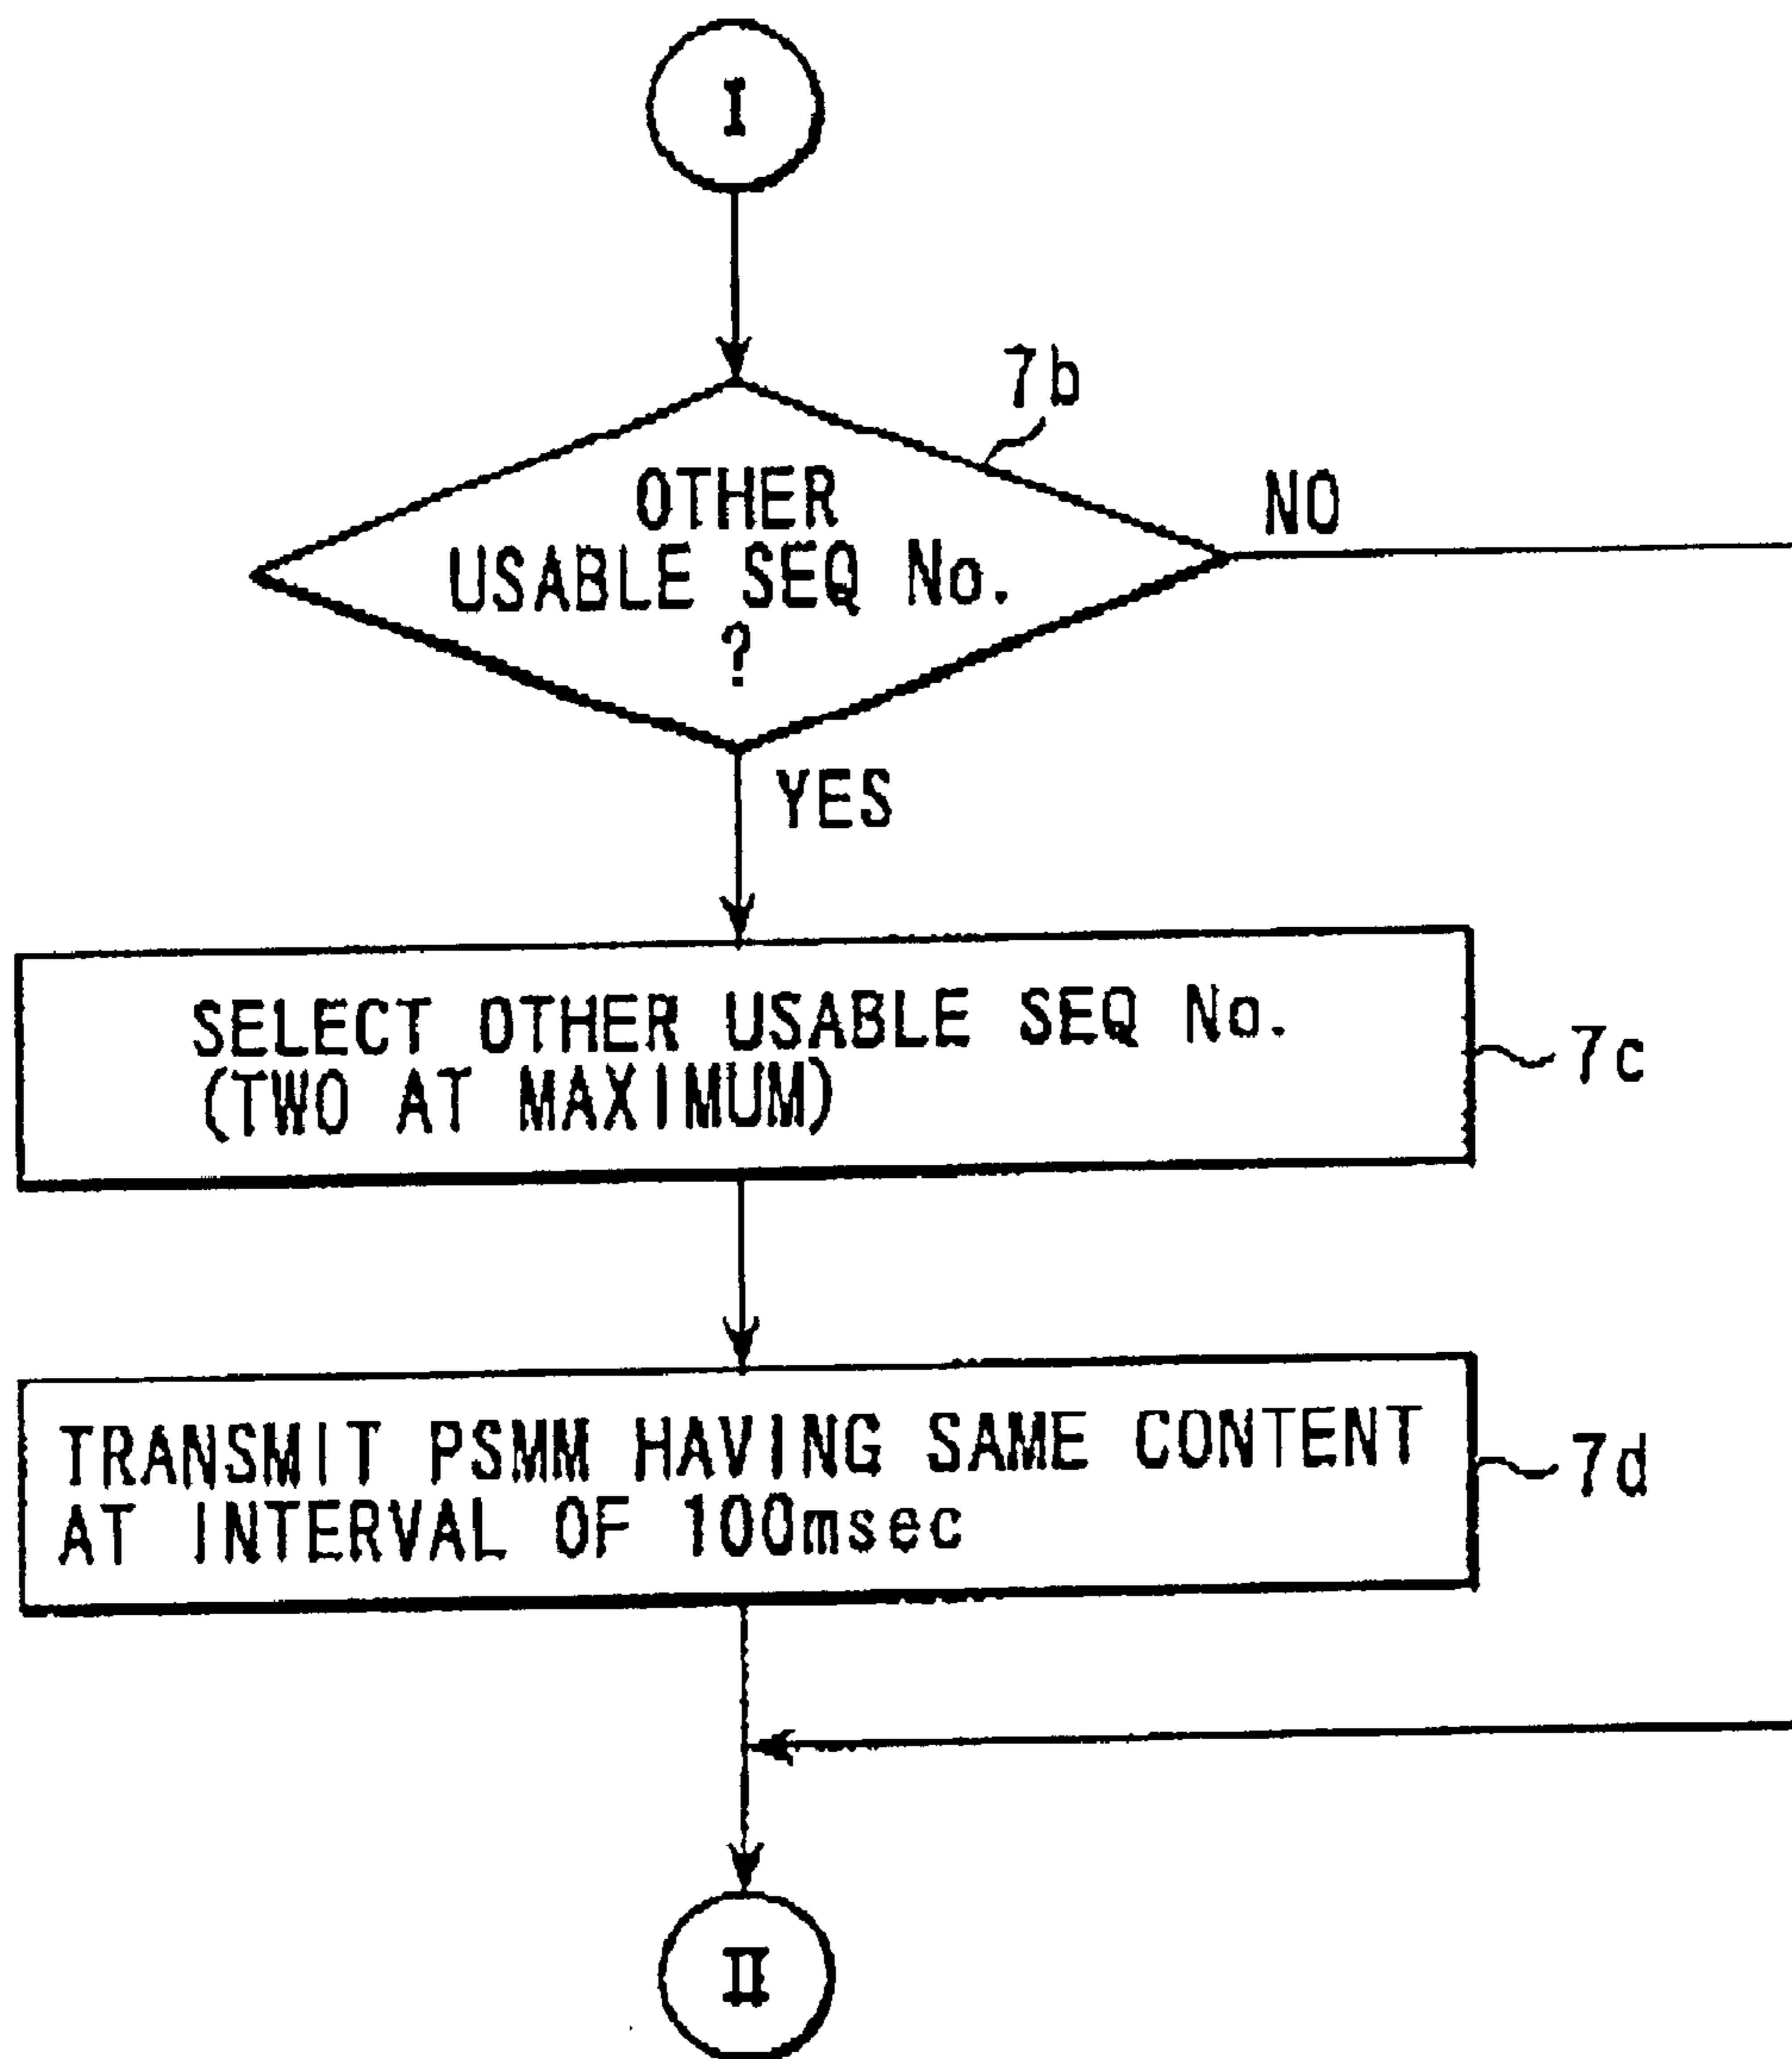 I
7b
OTHER
USABLE SEQ No.
?
NO
YES
SELECT OTHER USABLE SEQ No.
(TWO AT MAXIMUM)
7c
TRANSMIT PSMM HAVING SAME CONTENT
AT INTERVAL OF 100msec
7d
II